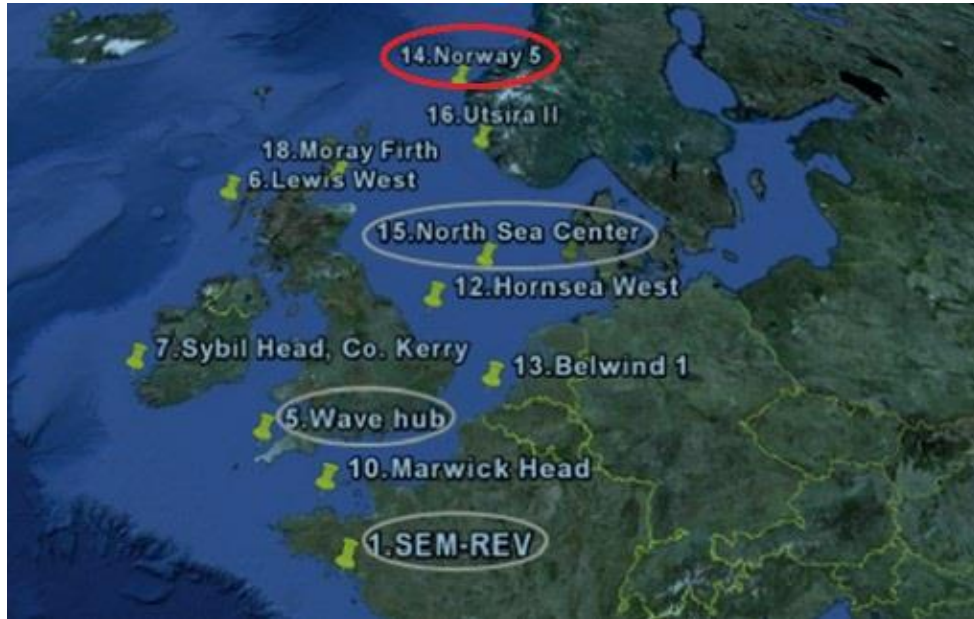 14.Norway 5
16.Utsira II
18.Moray Firth
6.Lewis West
15.North Sea Center
12.Hornsea West
7.Sybil Head, Co. Kerry
13.Belwind 1
5.Wave hub
10.Marwick Head
1.SEM-REV